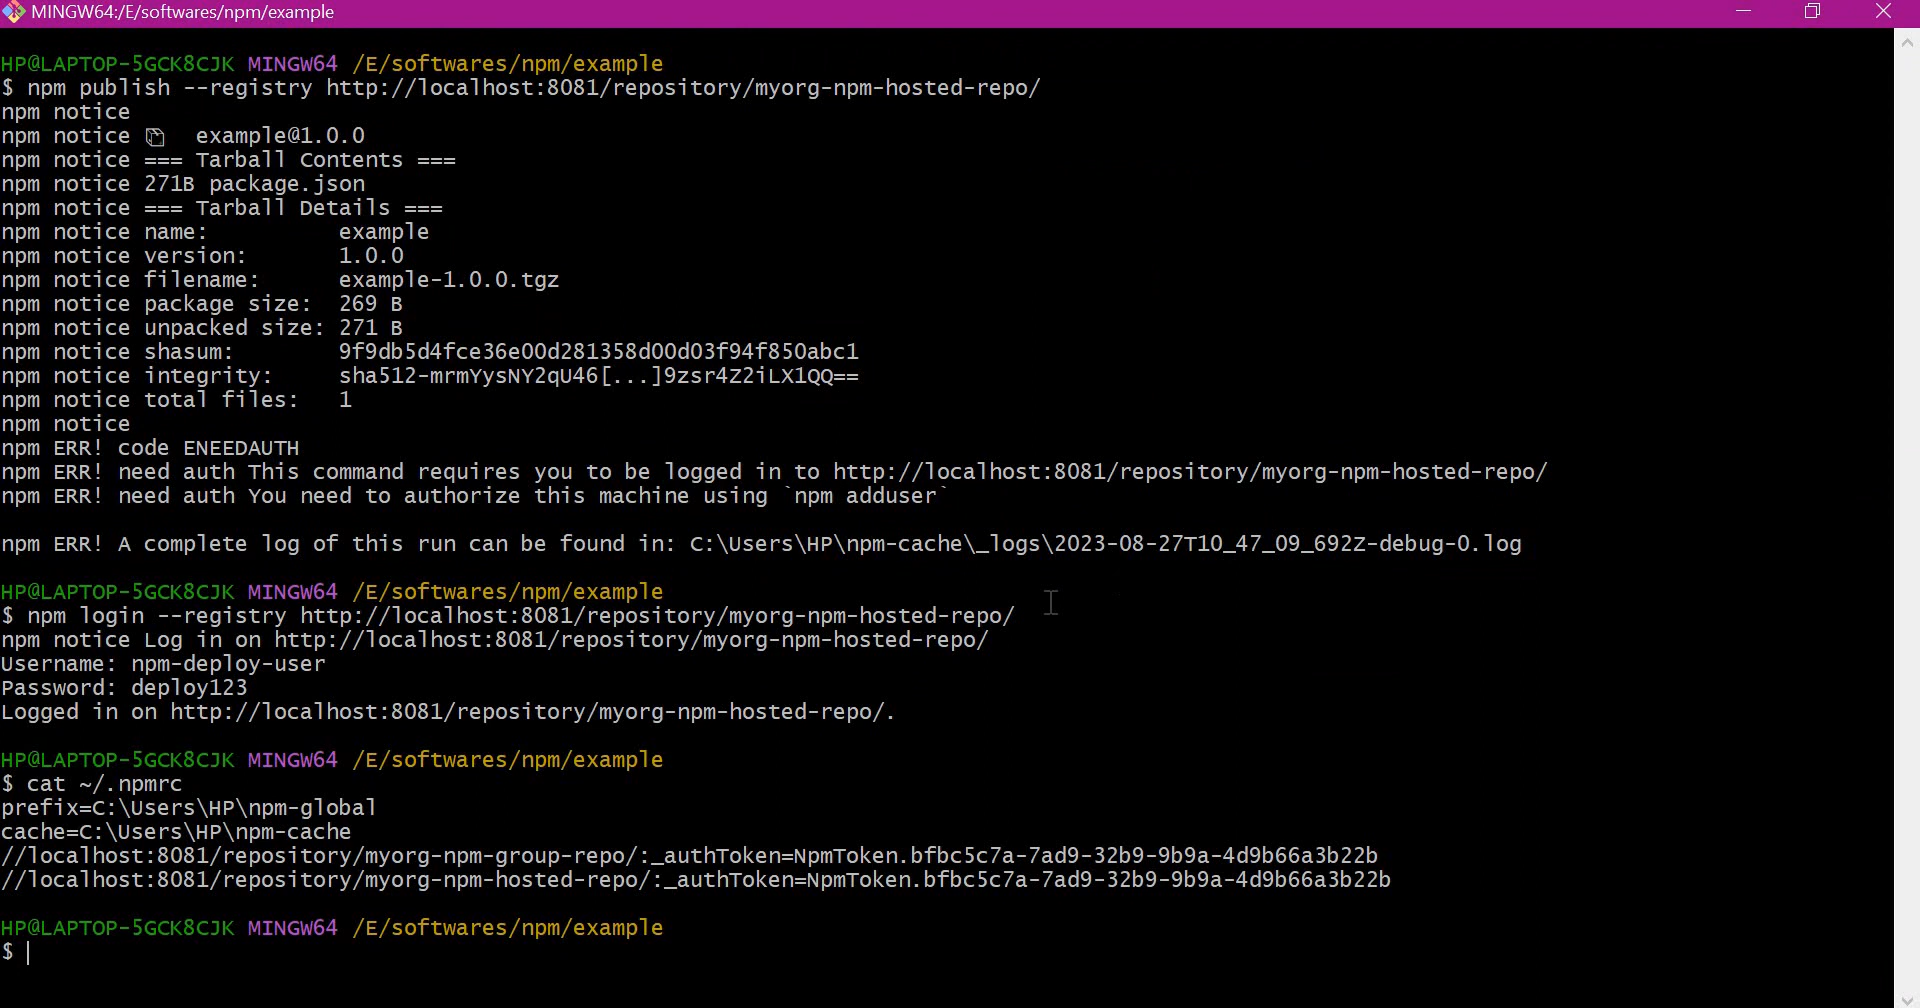 MINGW64:/E/softwares/npm/example
HP@LAPTOP-5GCK8CJK MINGW64 /E/softwares/npm/example
$ npm publish --registry http://localhost:8081/repository/myorg-npm-hosted-repo/
npm notice
npm notice example@1.0.0
npm notice === Tarball Contents ===
npm notice 271B package.json
npm notice === Tarball Details ===
npm notice name: example
npm notice version: 1.0.0
npm notice filename: example-1.0.0.tgz
npm notice package size: 269 B
npm notice unpacked size: 271 B
npm notice shasum: 9f9db5d4fce36e00d281358d00d03f94f850abc1
npm notice integrity: sha512-mrmYysNY2qU46[...]9zsr4Z2iLX1QQ==
npm notice total files: 1
npm notice
npm ERR! code ENEEDAUTH
npm ERR! need auth This command requires you to be logged in to http://localhost:8081/repository/myorg-npm-hosted-repo/
npm ERR! need auth You need to authorize this machine using `npm adduser`
npm ERR! A complete log of this run can be found in: C:\Users\HP\npm-cache\_logs\2023-08-27T10_47_09_692Z-debug-0.log
HP@LAPTOP-5GCK8CJK MINGW64 /E/softwares/npm/example
$ npm login --registry http://localhost:8081/repository/myorg-npm-hosted-repo/
npm notice Log in on http://localhost:8081/repository/myorg-npm-hosted-repo/
Username: npm-deploy-user
Password: deploy123
Logged in on http://localhost:8081/repository/myorg-npm-hosted-repo/.
HP@LAPTOP-5GCK8CJK MINGW64 /E/softwares/npm/example
$ cat ~/.npmrc
prefix=C:\Users\HP\npm-global
cache=C:\Users\HP\npm-cache
//localhost:8081/repository/myorg-npm-group-repo/:_authToken=NpmToken.bfbc5c7a-7ad9-32b9-9b9a-4d9b66a3b22b
//localhost:8081/repository/myorg-npm-hosted-repo/:_authToken=NpmToken.bfbc5c7a-7ad9-32b9-9b9a-4d9b66a3b22b
HP@LAPTOP-5GCK8CJK MINGW64 /E/softwares/npm/example
$